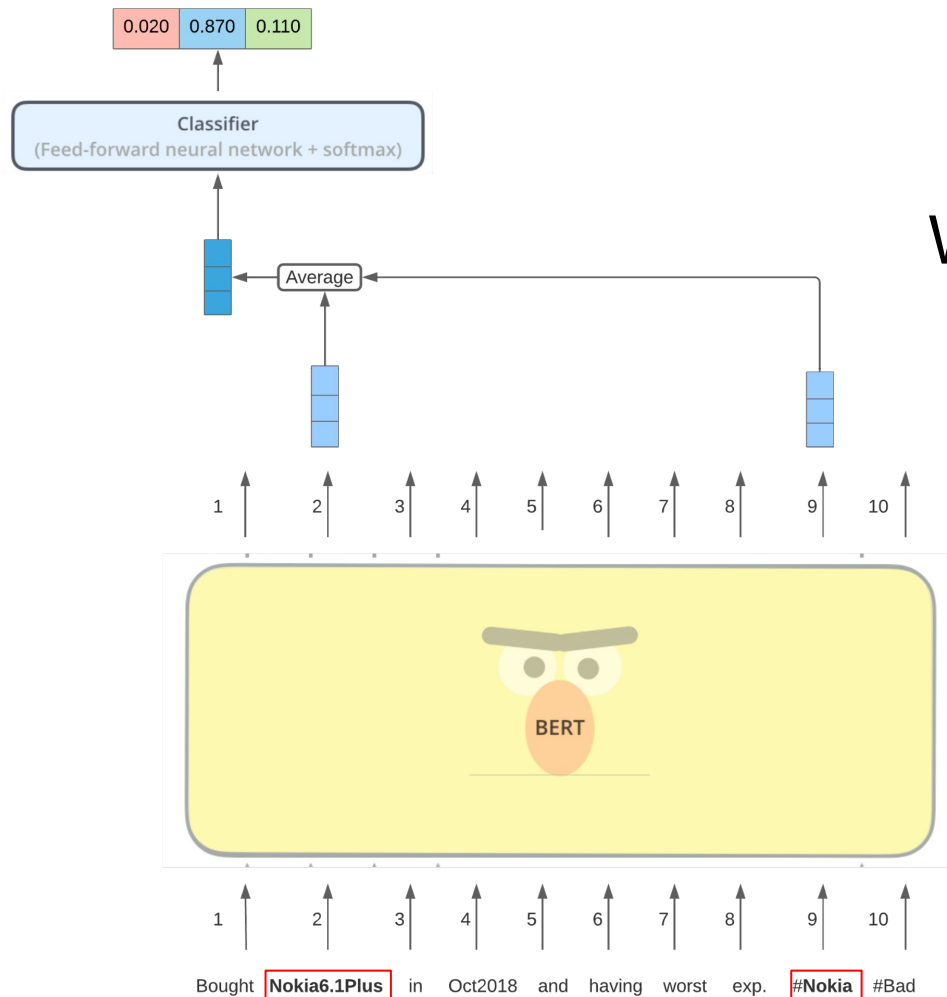 0.020 0.870 0.110
Classifier
(Feed-forward neural network + softmax)
Average
1 2 3 4 5 6 7 8 9 10
BERT
1 2 3 4 5 6 7 8 9 10
Bought Nokia6.1Plus in Oct2018 and having worst exp. #Nokia #Bad